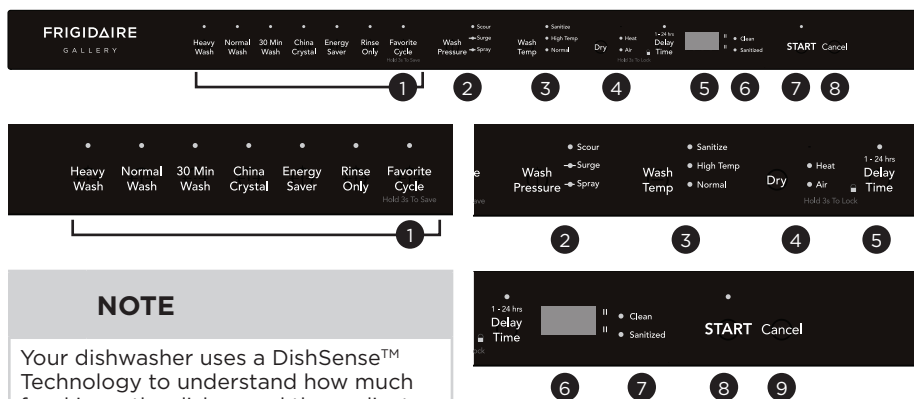 FRIGIDAIRE
GALLERY
Heavy Wash
Normal Wash
30 Min Wash
China Crystal
Energy Saver
Rinse Only
Favorite Cycle
Hold 3s To Save
Wash Pressure
Scour
Surge
Spray
Wash Temp
Sanitize
High Temp
Normal
Dry
Heat
Air
Hold 3s To Lock
1 - 24 hrs
Delay Time
Clean
Sanitized
START
Cancel
1
2
3
4
5
6
7
8
Heavy Wash
Normal Wash
30 Min Wash
China Crystal
Energy Saver
Rinse Only
Favorite Cycle
Hold 3s To Save
1
Wash Pressure
Scour
Surge
Spray
Wash Temp
Sanitize
High Temp
Normal
Dry
Heat
Air
Hold 3s To Lock
1 - 24 hrs
Delay Time
2
3
4
5
NOTE
Your dishwasher uses a DishSense™
Technology to understand how much
1 - 24 hrs
Delay Time
Clean
Sanitized
START
Cancel
6
7
8
9